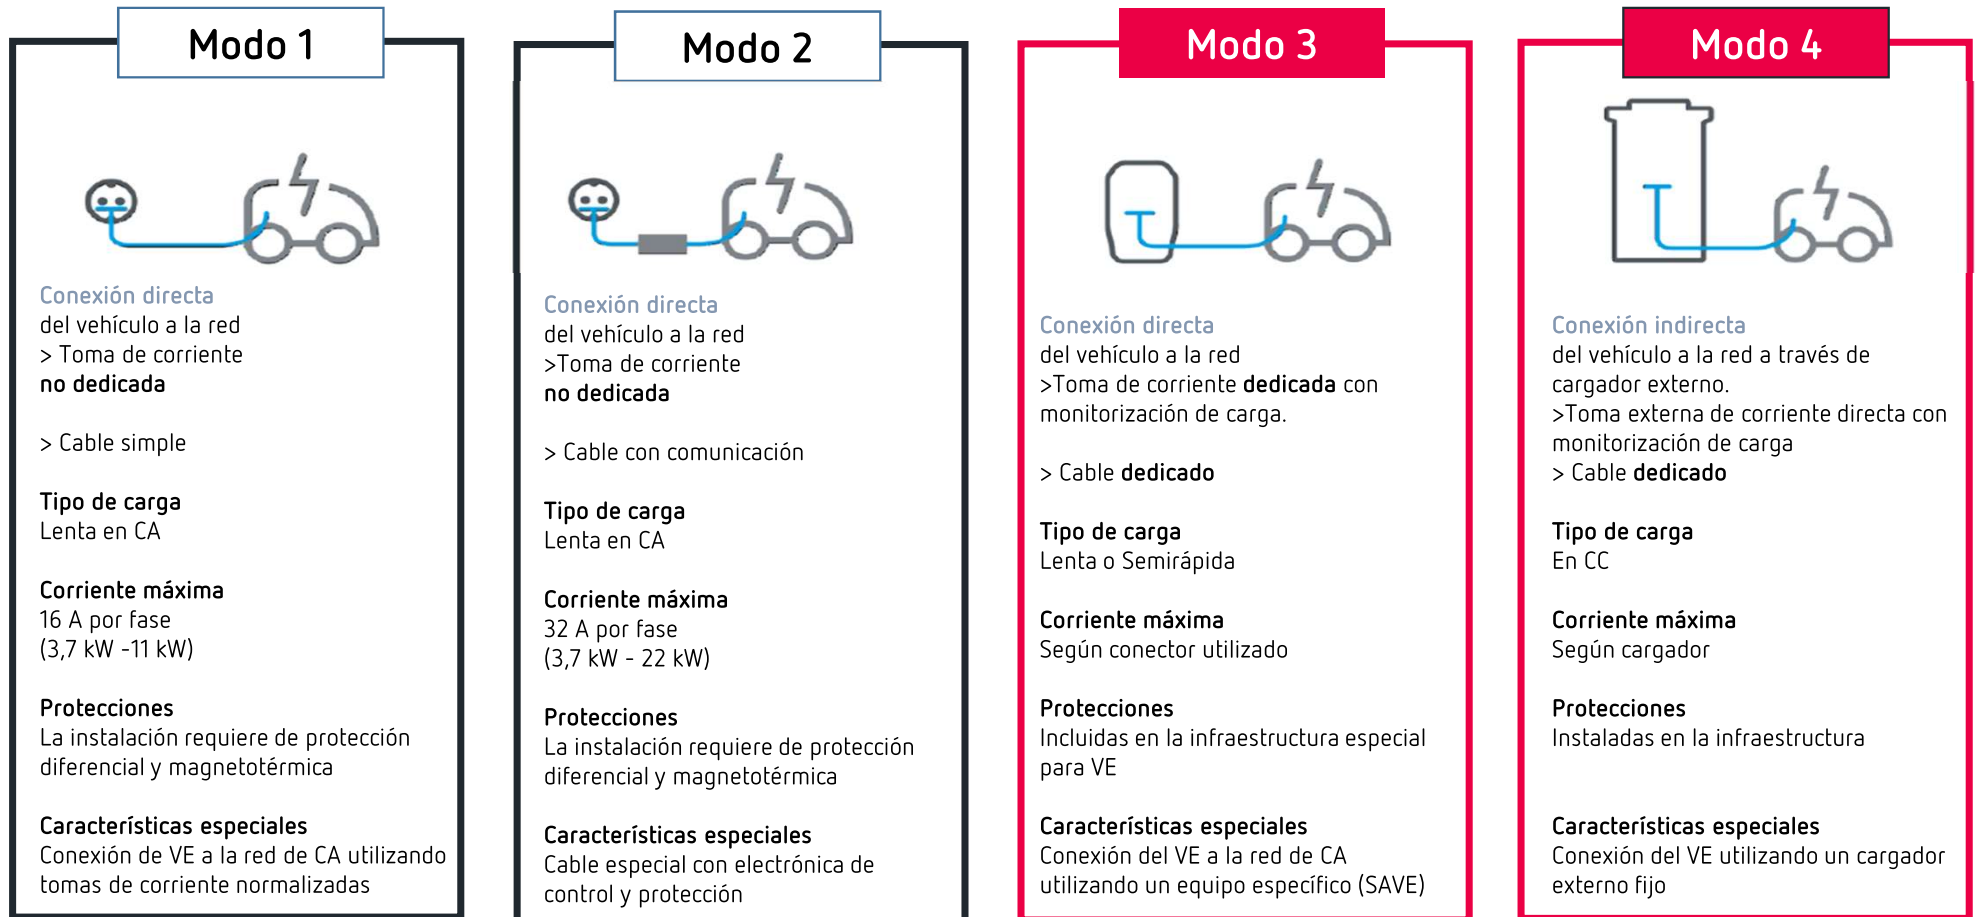 Modo 1
Conexión directa
del vehículo a la red
> Toma de corriente
no dedicada
> Cable simple
Tipo de carga
Lenta en CA
Corriente máxima
16 A por fase
(3,7 kW -11 kW)
Protecciones
La instalación requiere de protección
diferencial y magnetotérmica
Características especiales
Conexión de VE a la red de CA utilizando
tomas de corriente normalizadas
Modo 2
Conexión directa
del vehículo a la red
>Toma de corriente
no dedicada
> Cable con comunicación
Tipo de carga
Lenta en CA
Corriente máxima
32 A por fase
(3,7 kW - 22 kW)
Protecciones
La instalación requiere de protección
diferencial y magnetotérmica
Características especiales
Cable especial con electrónica de
control y protección
Modo 3
Conexión directa
del vehículo a la red
>Toma de corriente dedicada con
monitorización de carga.
> Cable dedicado
Tipo de carga
Lenta o Semirápida
Corriente máxima
Según conector utilizado
Protecciones
Incluidas en la infraestructura especial
para VE
Características especiales
Conexión del VE a la red de CA
utilizando un equipo específico (SAVE)
Modo 4
Conexión indirecta
del vehículo a la red a través de
cargador externo.
>Toma externa de corriente directa con
monitorización de carga
> Cable dedicado
Tipo de carga
En CC
Corriente máxima
Según cargador
Protecciones
Instaladas en la infraestructura
Características especiales
Conexión del VE utilizando un cargador
externo fijo